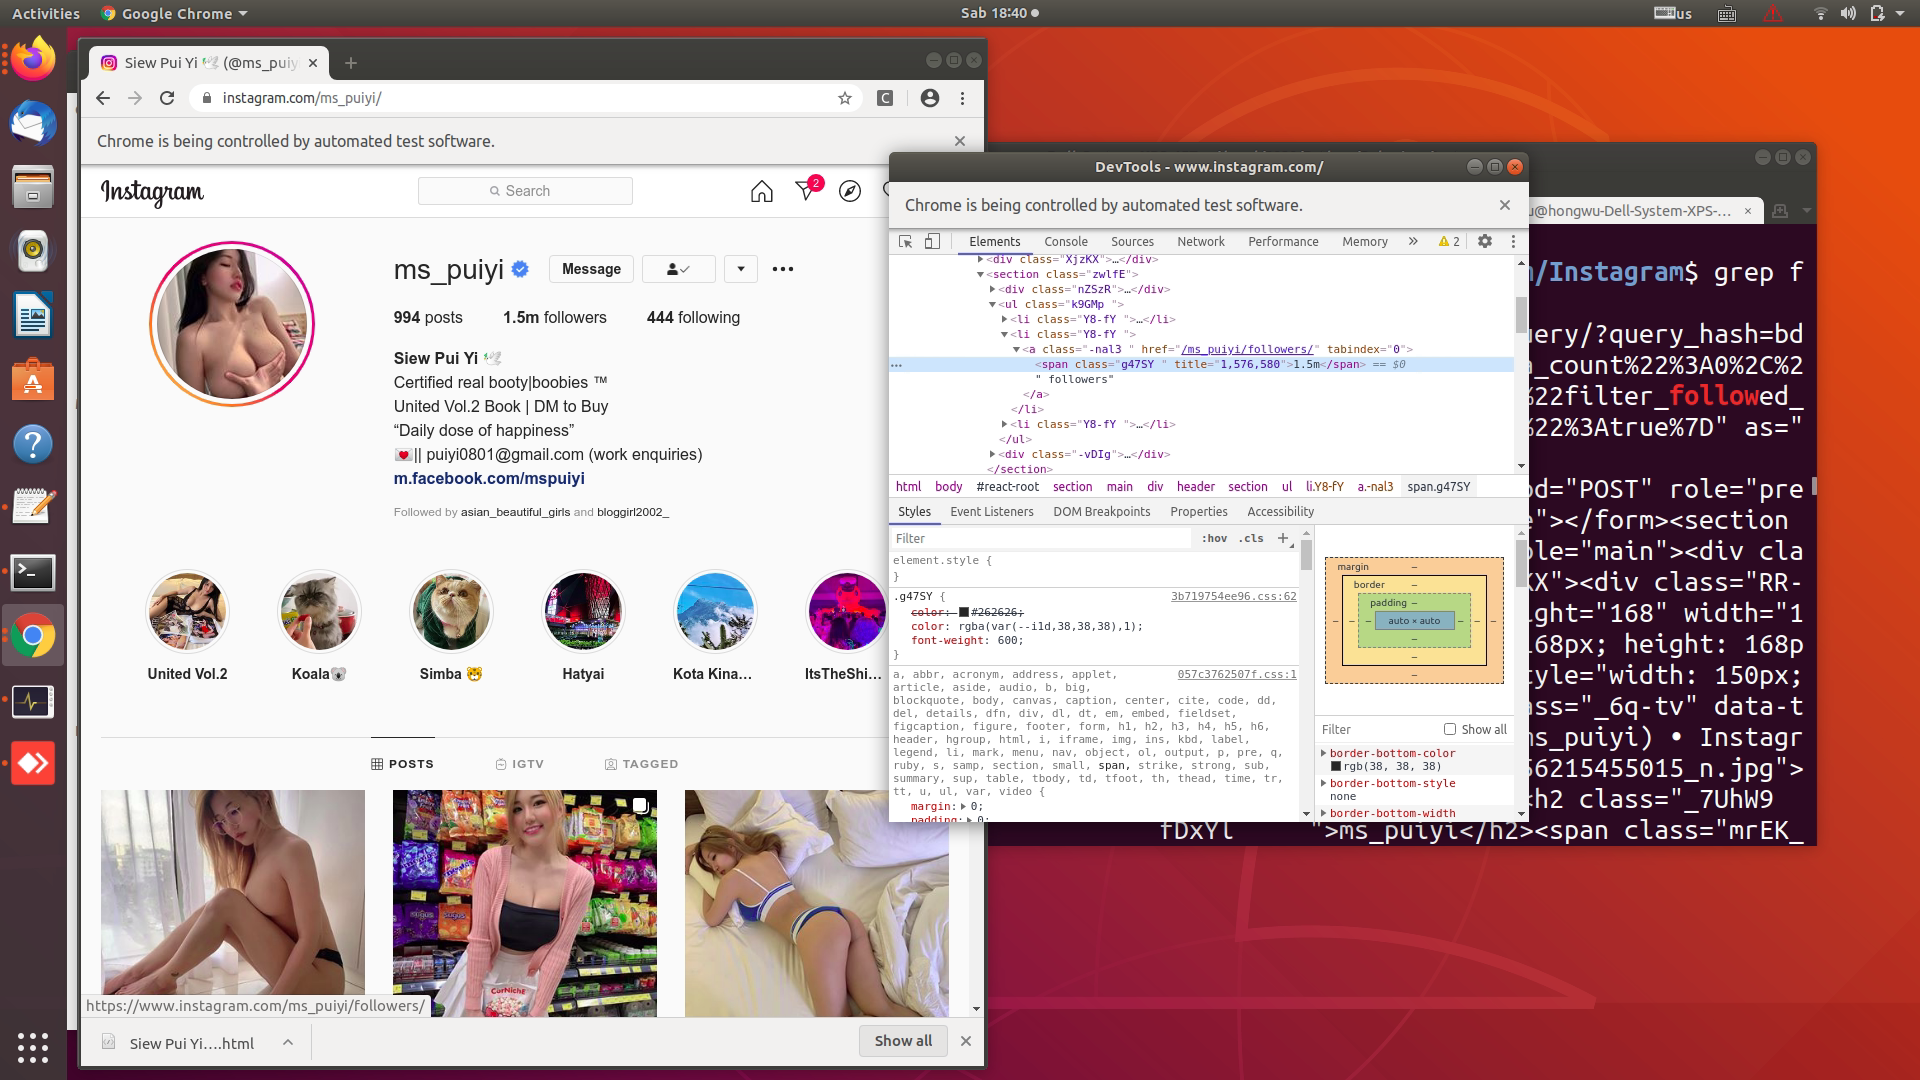 Activities
Google Chrome
Sab 18:40
us
Siew Pui Yi 🕊 (@ms_puiyi
instagram.com/ms_puiyi/
Chrome is being controlled by automated test software.
Instagram
Search
2
ms_puiyi
Message
994 posts 1.5m followers 444 following
Siew Pui Yi 🕊
Certified real booty|boobies ™
United Vol.2 Book | DM to Buy
“Daily dose of happiness”
💌|| puiyi0801@gmail.com (work enquiries)
m.facebook.com/mspuiyi
Followed by asian_beautiful_girls and bloggirl2002_
United Vol.2
Koala🐨
Simba 🐯
Hatyai
Kota Kina...
ItsTheShi...
POSTS
IGTV
TAGGED
CorNiche
https://www.instagram.com/ms_puiyi/followers/
Siew Pui Yi....html
Show all
DevTools - www.instagram.com/
Chrome is being controlled by automated test software.
Elements Console Sources Network Performance Memory » 2
<div class="XjzKX">…</div>
<section class="zwlfE">
<div class="nZSzR">…</div>
<ul class="k9GMp ">
<li class="Y8-fY ">…</li>
<li class="Y8-fY ">
<a class="-nal3 " href="/ms_puiyi/followers/" tabindex="0">
<span class="g47SY " title="1,576,580">1.5m</span> == $0
" followers"
</a>
</li>
<li class="Y8-fY ">…</li>
</ul>
<div class="-vDIg">…</div>
</section>
html body #react-root section main div header section ul li.Y8-fY a.-nal3 span.g47SY
Styles Event Listeners DOM Breakpoints Properties Accessibility
Filter :hov .cls +
element.style {
}
.g47SY { 3b719754ee96.css:62
color: #262626;
color: rgba(var(--i1d,38,38,38),1);
font-weight: 600;
}
a, abbr, acronym, address, applet, 057c3762507f.css:1
article, aside, audio, b, big,
blockquote, body, canvas, caption, center, cite, code, dd,
del, details, dfn, div, dl, dt, em, embed, fieldset,
figcaption, figure, footer, form, h1, h2, h3, h4, h5, h6,
header, hgroup, html, i, iframe, img, ins, kbd, label,
legend, li, mark, menu, nav, object, ol, output, p, pre, q,
ruby, s, samp, section, small, span, strike, strong, sub,
summary, sup, table, tbody, td, tfoot, th, thead, time, tr,
tt, u, ul, var, video {
margin: 0;
padding: 0;
margin –
border –
padding –
– – – auto × auto – – –
–
–
–
Filter Show all
border-bottom-color
rgb(38, 38, 38)
border-bottom-style
none
border-bottom-width
u@hongwu-Dell-System-XPS-...
/Instagram$ grep f
uery/?query_hash=bd
_count%22%3A0%2C%2
%22filter_followed_
%22%3Atrue%7D" as="
od="POST" role="pre
"></form><section
ole="main"><div cla
KX"><div class="RR-
ight="168" width="1
68px; height: 168p
tyle="width: 150px;
ass="_6q-tv" data-t
ms_puiyi) • Instagr
56215455015_n.jpg">
<h2 class="_7UhW9
fDxYl ">ms_puiyi</h2><span class="mrEK_